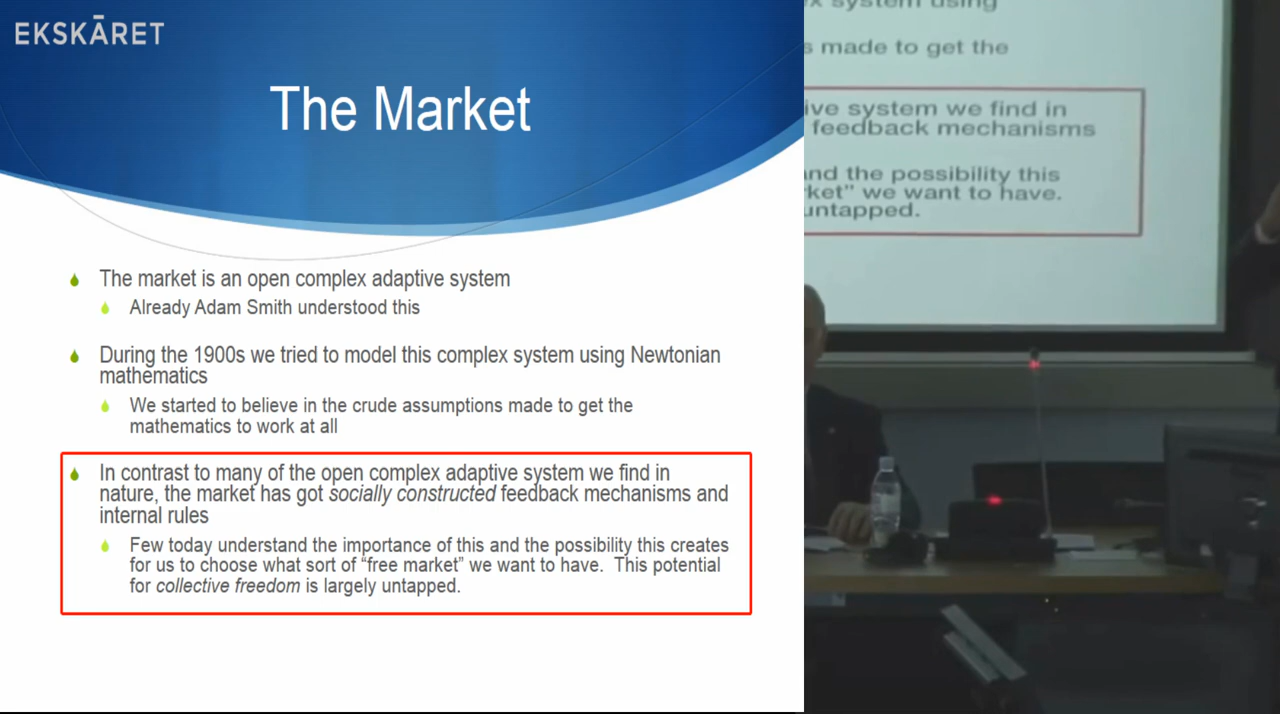 EKSKĀRET
The Market
The market is an open complex adaptive system
Already Adam Smith understood this
During the 1900s we tried to model this complex system using Newtonian
mathematics
We started to believe in the crude assumptions made to get the
mathematics to work at all
In contrast to many of the open complex adaptive system we find in
nature, the market has got socially constructed feedback mechanisms and
internal rules
Few today understand the importance of this and the possibility this creates
for us to choose what sort of “free market” we want to have. This potential
for collective freedom is largely untapped.
x system using
s made to get the
ive system we find in
feedback mechanisms
and the possibility this
ket” we want to have.
untapped.